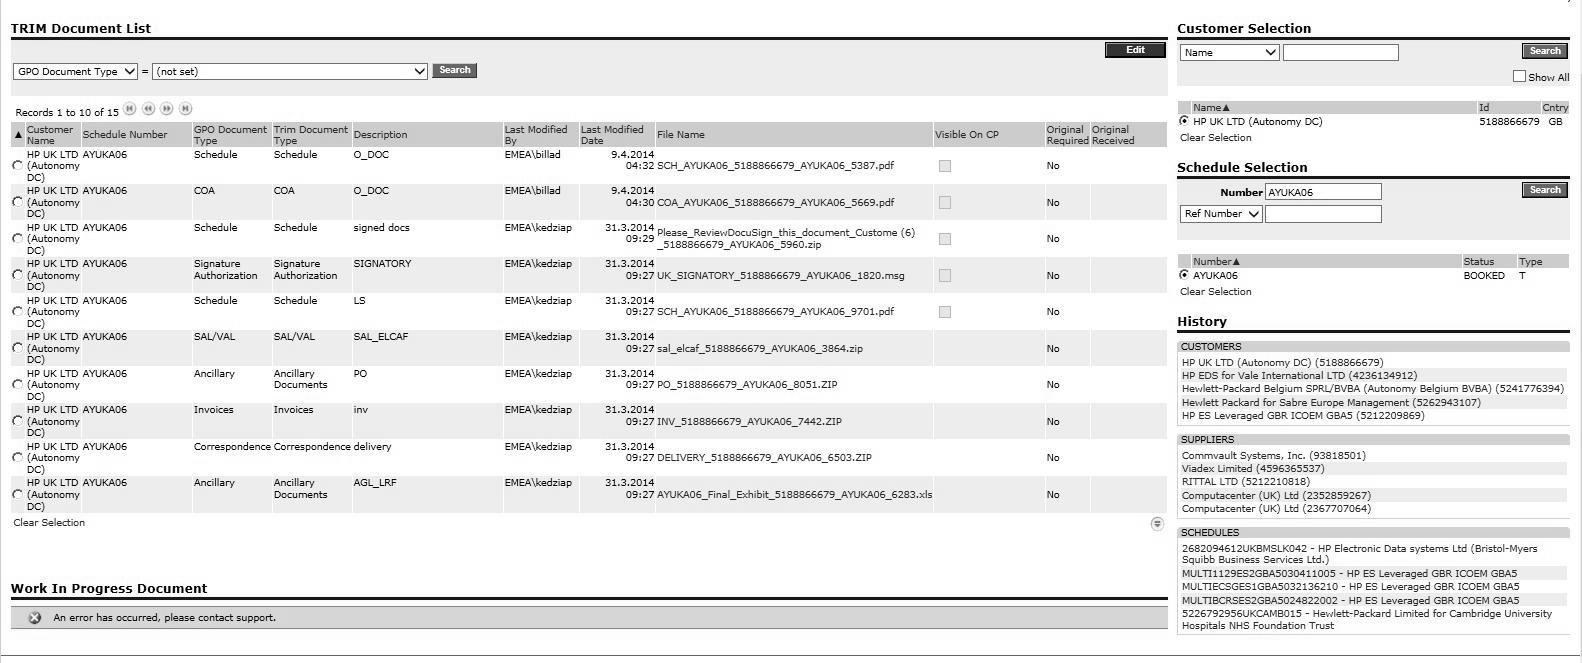 TRIM Document List
Edit
GPO Document Type = (not set) Search
Records 1 to 10 of 15
▲ Customer Name Schedule Number GPO Document Type Trim Document Type Description Last Modified By Last Modified Date File Name Visible On CP Original Required Original Received
HP UK LTD (Autonomy DC) AYUKA06 Schedule Schedule O_DOC EMEA\billad 9.4.2014 04:32 SCH_AYUKA06_5188866679_AYUKA06_5387.pdf No
HP UK LTD (Autonomy DC) AYUKA06 COA COA O_DOC EMEA\billad 9.4.2014 04:30 COA_AYUKA06_5188866679_AYUKA06_5669.pdf No
HP UK LTD (Autonomy DC) AYUKA06 Schedule Schedule signed docs EMEA\kedziap 31.3.2014 09:29 Please_ReviewDocuSign_this_document_Custome (6)_5188866679_AYUKA06_5960.zip No
HP UK LTD (Autonomy DC) AYUKA06 Signature Authorization Signature Authorization SIGNATORY EMEA\kedziap 31.3.2014 09:27 UK_SIGNATORY_5188866679_AYUKA06_1820.msg No
HP UK LTD (Autonomy DC) AYUKA06 Schedule Schedule LS EMEA\kedziap 31.3.2014 09:27 SCH_AYUKA06_5188866679_AYUKA06_9701.pdf No
HP UK LTD (Autonomy DC) AYUKA06 SAL/VAL SAL/VAL SAL_ELCAF EMEA\kedziap 31.3.2014 09:27 sal_elcaf_5188866679_AYUKA06_3864.zip No
HP UK LTD (Autonomy DC) AYUKA06 Ancillary Ancillary Documents PO EMEA\kedziap 31.3.2014 09:27 PO_5188866679_AYUKA06_8051.ZIP No
HP UK LTD (Autonomy DC) AYUKA06 Invoices Invoices inv EMEA\kedziap 31.3.2014 09:27 INV_5188866679_AYUKA06_7442.ZIP No
HP UK LTD (Autonomy DC) AYUKA06 Correspondence Correspondence delivery EMEA\kedziap 31.3.2014 09:27 DELIVERY_5188866679_AYUKA06_6503.ZIP No
HP UK LTD (Autonomy DC) AYUKA06 Ancillary Ancillary Documents AGL_LRF EMEA\kedziap 31.3.2014 09:27 AYUKA06_Final_Exhibit_5188866679_AYUKA06_6283.xls No
Clear Selection
Work In Progress Document
An error has occurred, please contact support.
Customer Selection
Name Search
Show All
Name▲ Id Cntry
HP UK LTD (Autonomy DC) 5188866679 GB
Clear Selection
Schedule Selection
Number AYUKA06 Search
Ref Number
Number▲ Status Type
AYUKA06 BOOKED T
Clear Selection
History
CUSTOMERS
HP UK LTD (Autonomy DC) (5188866679)
HP EDS for Vale International LTD (4236134912)
Hewlett-Packard Belgium SPRL/BVBA (Autonomy Belgium BVBA) (5241776394)
Hewlett Packard for Sabre Europe Management (5262943107)
HP ES Leveraged GBR ICOEM GBA5 (5212209869)
SUPPLIERS
Commvault Systems, Inc. (93818501)
Viadex Limited (4596365537)
RITTAL LTD (5212210818)
Computacenter (UK) Ltd (2352859267)
Computacenter (UK) Ltd (2367707064)
SCHEDULES
2682094612UKBMSLK042 - HP Electronic Data systems Ltd (Bristol-Myers
Squibb Business Services Ltd.)
MULTI1129ES2GBA5030411005 - HP ES Leveraged GBR ICOEM GBA5
MULTIECSGES1GBA5032136210 - HP ES Leveraged GBR ICOEM GBA5
MULTIBCRSES2GBA5024822002 - HP ES Leveraged GBR ICOEM GBA5
5226792956UKCAMB015 - Hewlett-Packard Limited for Cambridge University
Hospitals NHS Foundation Trust